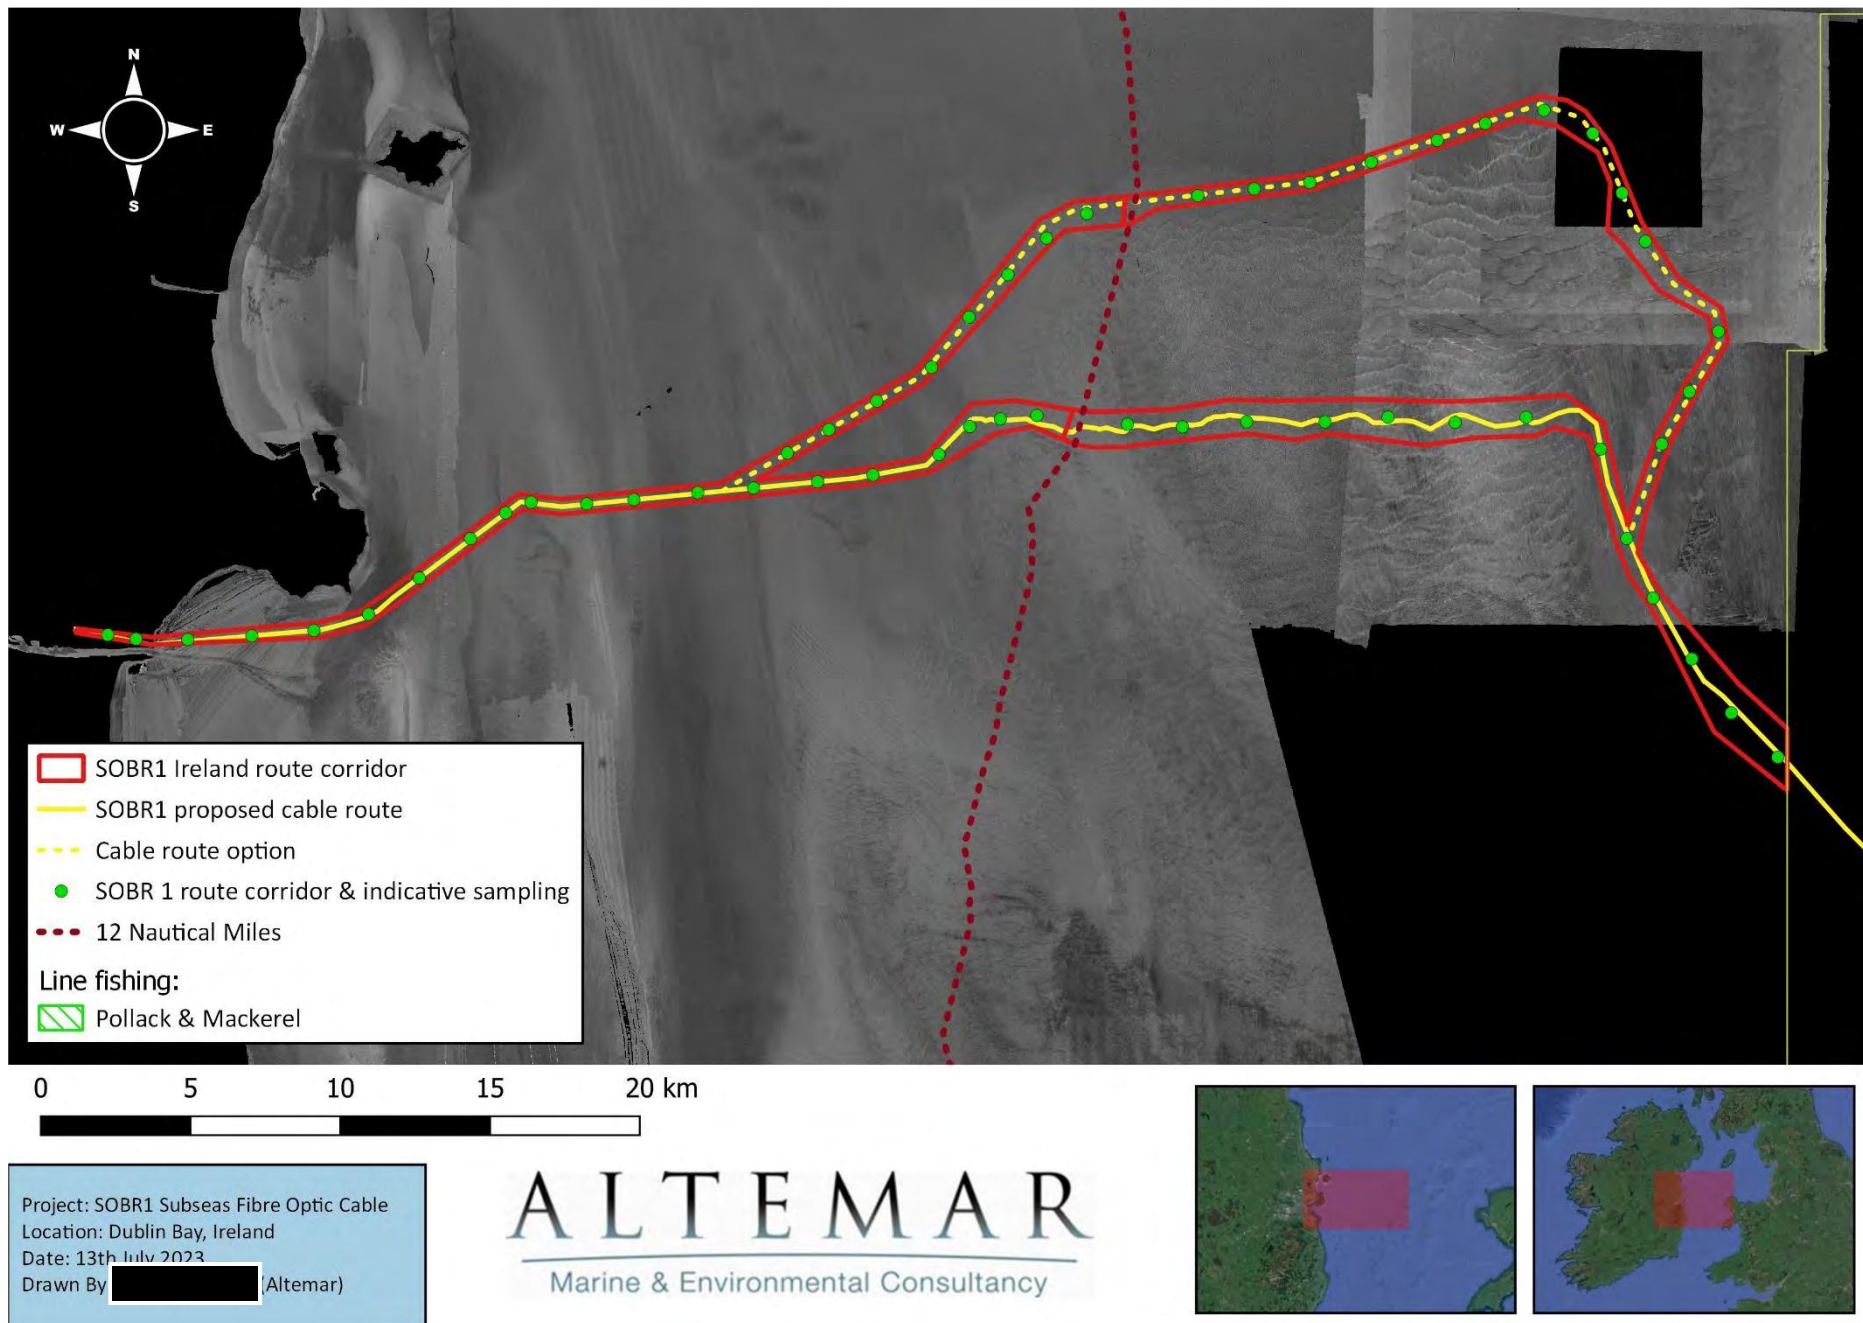 N
W
E
S
SOBR1 Ireland route corridor
SOBR1 proposed cable route
Cable route option
SOBR 1 route corridor & indicative sampling
12 Nautical Miles
Line fishing:
Pollack & Mackerel
0 5 10 15 20 km
Project: SOBR1 Subseas Fibre Optic Cable
Location: Dublin Bay, Ireland
Date: 13th July 2023
Drawn By (Altemar)
ALTEMAR
Marine & Environmental Consultancy